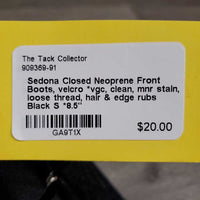 The Tack Collector
909369-91
Sedona Closed Neoprene Front
Boots, velcro *vgc, clean, mnr stain,
loose thread, hair & edge rubs
Black S *8.5"
GA9T1X
$20.00